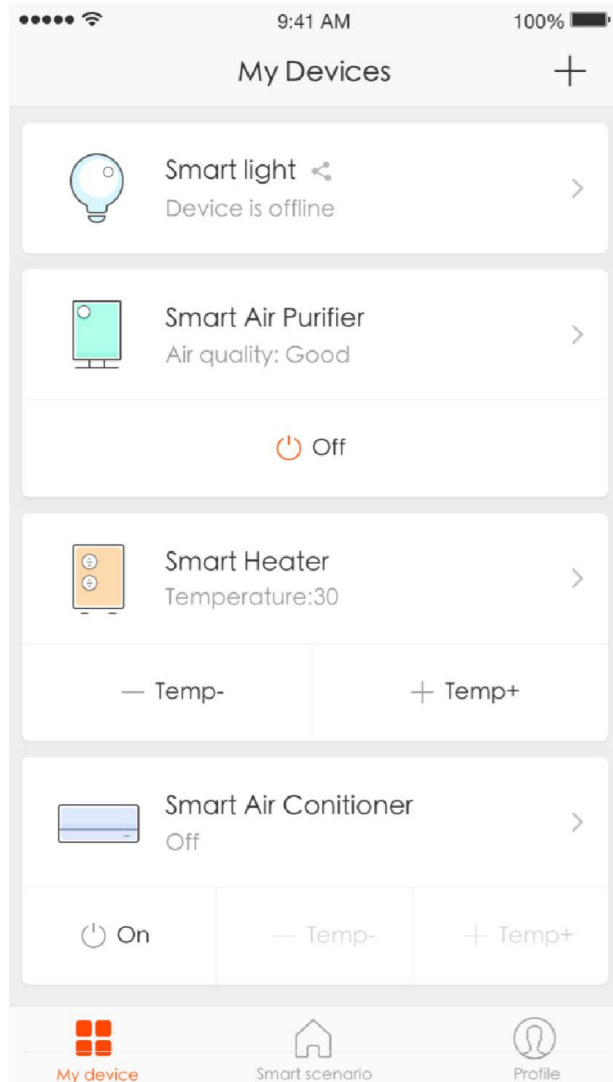 9:41 AM 100%
My Devices
Smart light
Device is offline
Smart Air Purifier
Air quality: Good
Off
Smart Heater
Temperature:30
Temp- Temp+
Smart Air Conitioner
Off
On Temp- Temp+
My device Smart scenario Profile